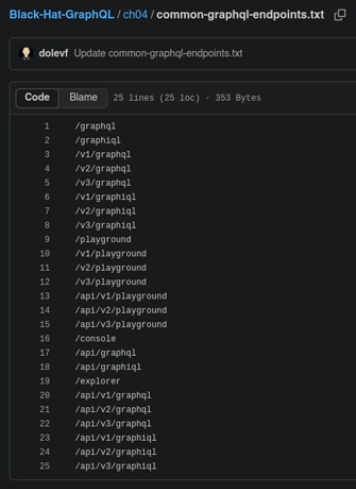 Black-Hat-GraphQL / ch04 / common-graphql-endpoints.txt
dolevf Update common-graphql-endpoints.txt
Code Blame 25 lines (25 loc) · 353 Bytes
1 /graphql
2 /graphiql
3 /v1/graphql
4 /v2/graphql
5 /v3/graphql
6 /v1/graphiql
7 /v2/graphiql
8 /v3/graphiql
9 /playground
10 /v1/playground
11 /v2/playground
12 /v3/playground
13 /api/v1/playground
14 /api/v2/playground
15 /api/v3/playground
16 /console
17 /api/graphql
18 /api/graphiql
19 /explorer
20 /api/v1/graphql
21 /api/v2/graphql
22 /api/v3/graphql
23 /api/v1/graphiql
24 /api/v2/graphiql
25 /api/v3/graphiql